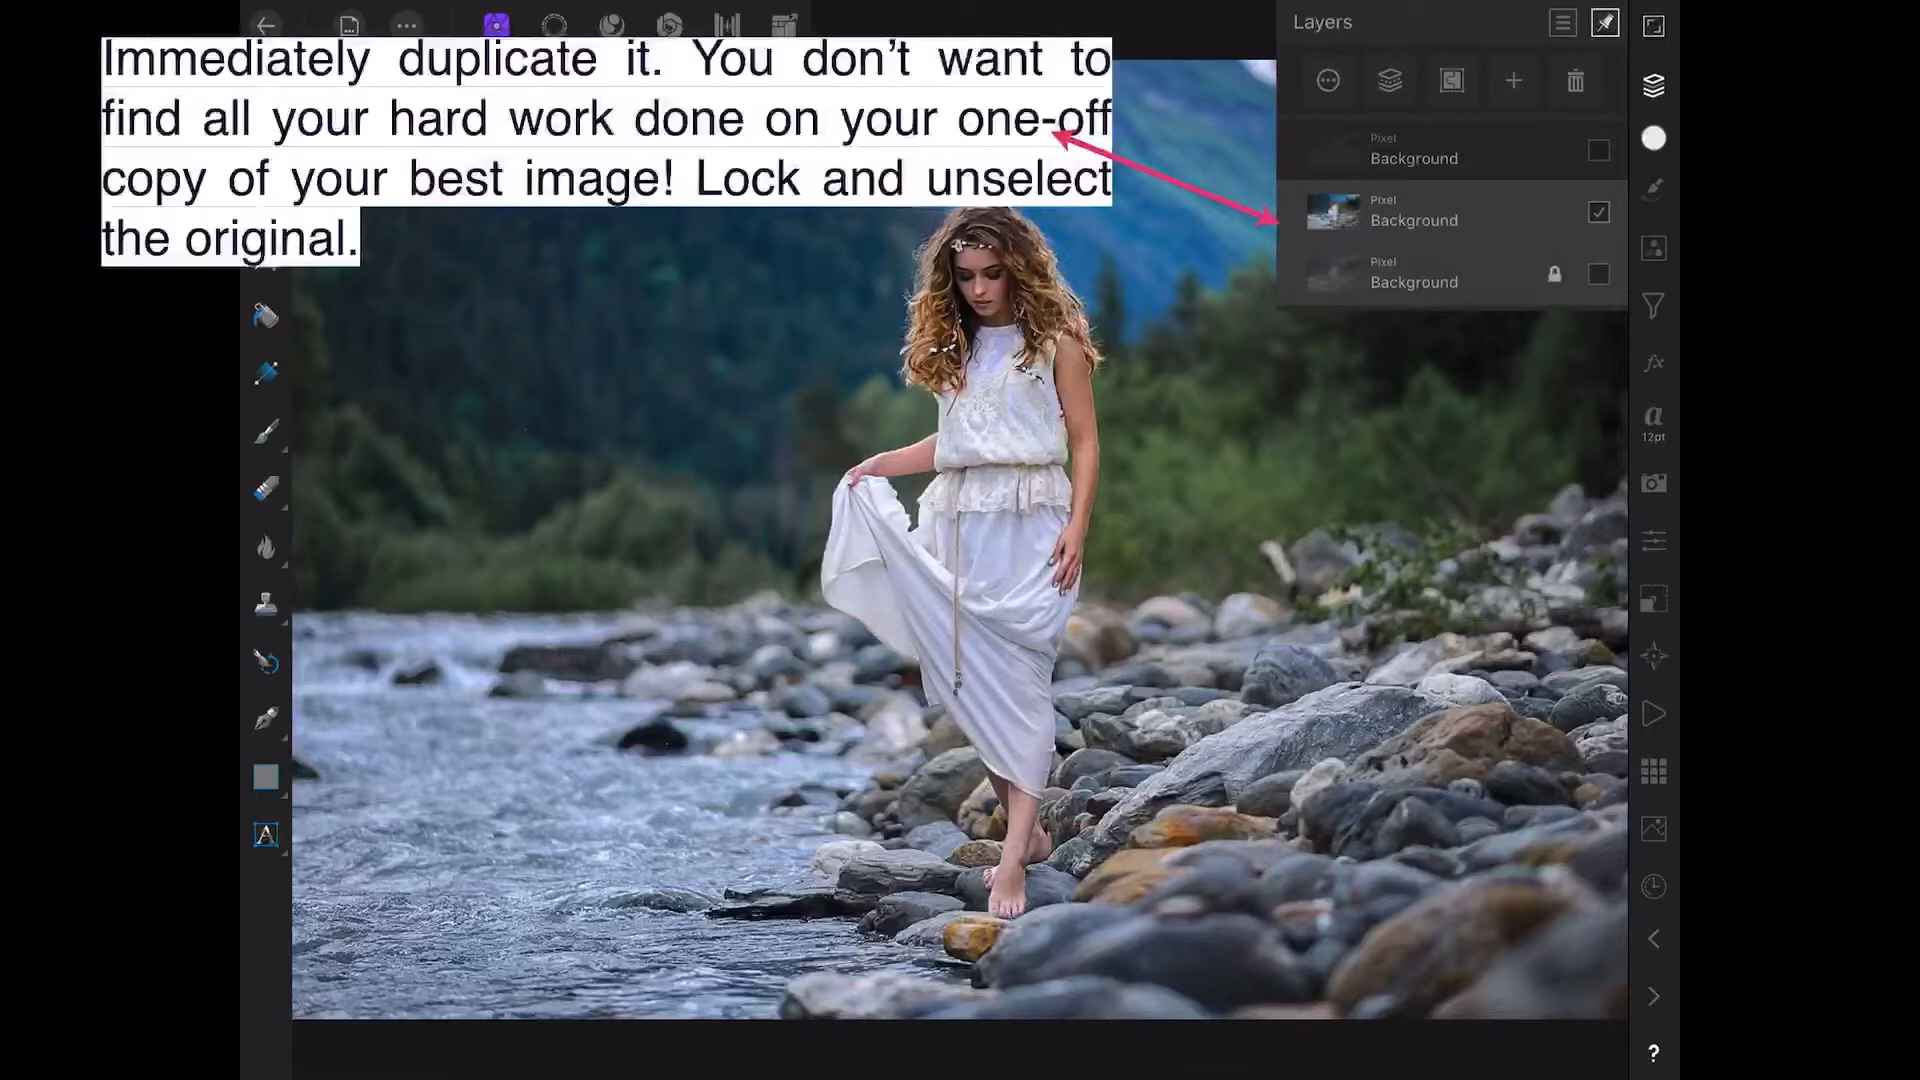 Layers
Immediately duplicate it. You don’t want to
find all your hard work done on your one-off
copy of your best image! Lock and unselect
the original.
Pixel
Background
Pixel
Background
Pixel
Background
fx
a
12pt
A
?